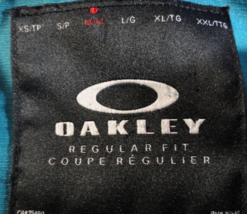 XS/TP S/P M/M L/G XL/TG XXL/TTG
OAKLEY
REGULAR FIT
COUPE RÉGULIER